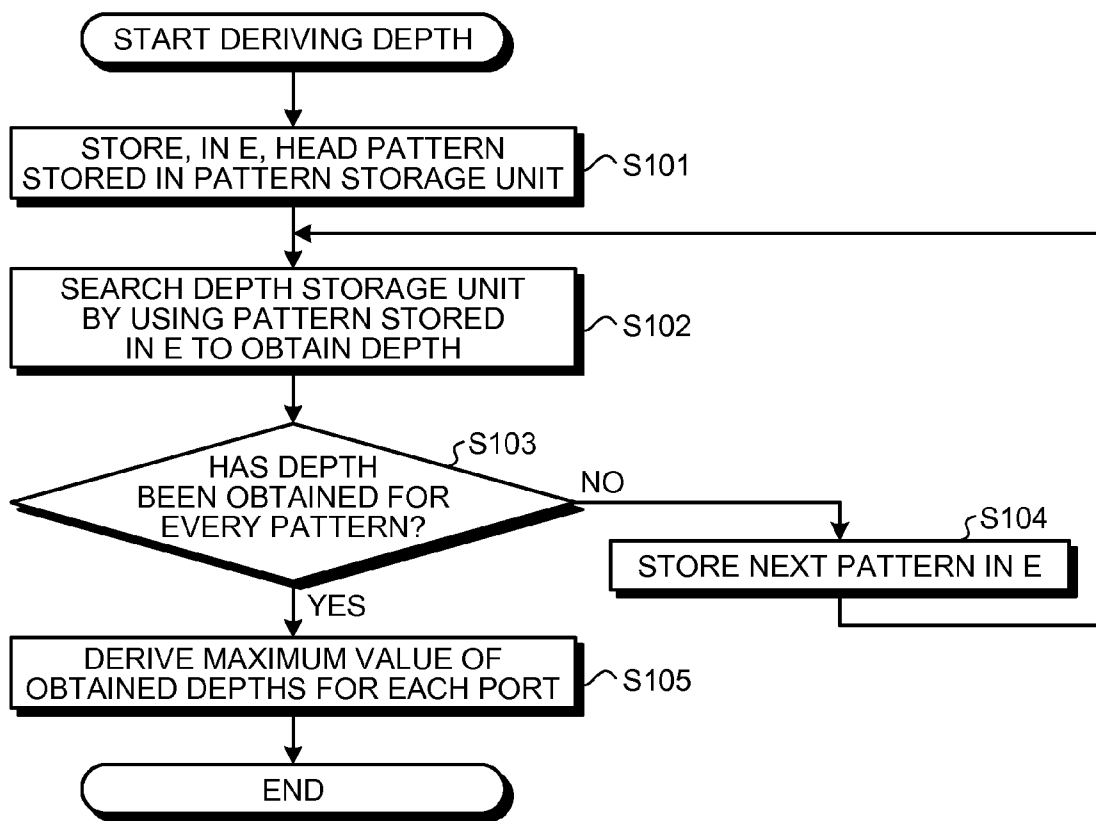 START DERIVING DEPTH
STORE, IN E, HEAD PATTERN
STORED IN PATTERN STORAGE UNIT
S101
SEARCH DEPTH STORAGE UNIT
BY USING PATTERN STORED
IN E TO OBTAIN DEPTH
S102
S103
HAS DEPTH
BEEN OBTAINED FOR
EVERY PATTERN?
NO
S104
STORE NEXT PATTERN IN E
YES
DERIVE MAXIMUM VALUE OF
OBTAINED DEPTHS FOR EACH PORT
S105
END